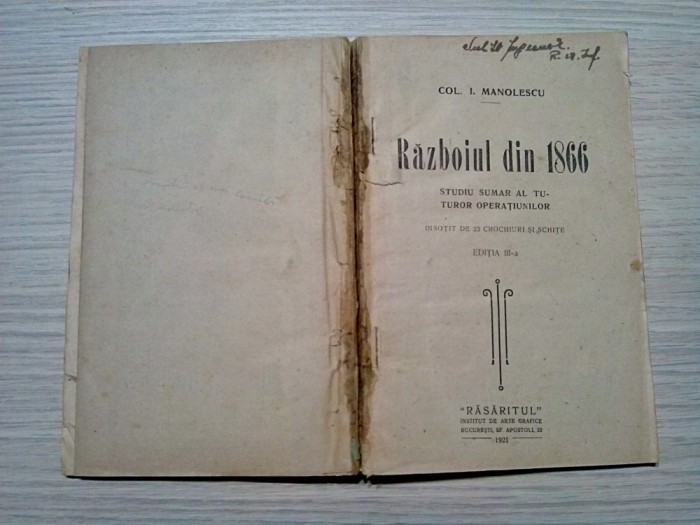 COL. I. MANOLESCU
Războiul din 1866
STUDIU SUMAR AL TU-
TUROR OPERAȚIUNILOR
ÎNSOȚIT DE 23 CROCHIURI ȘI SCHIȚE
EDIȚIA III-a
"RĂSĂRITUL"
INSTITUT DE ARTE GRAFICE
BUCUREȘTI, SF. APOSTOLI, 22
1921